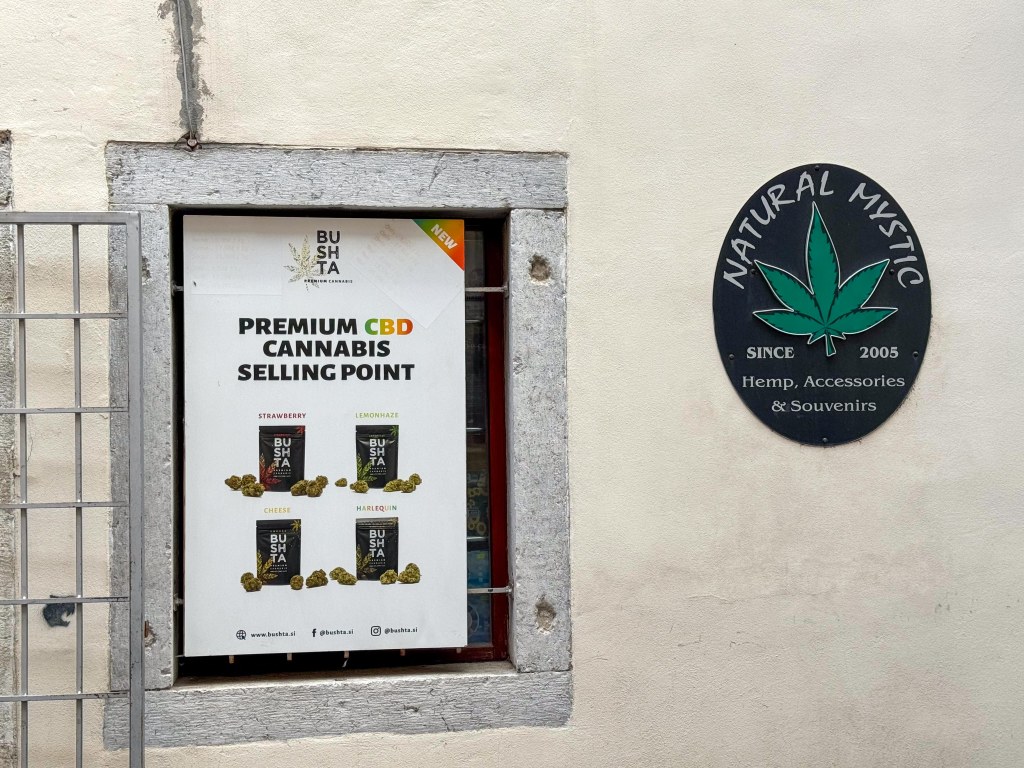 BU
SH
TA
PREMIUM CANNABIS
NEW
PREMIUM CBD
CANNABIS
SELLING POINT
STRAWBERRY
LEMONHAZE
BU
SH
TA
BU
SH
TA
CHEESE
HARLEQUIN
BU
SH
TA
BU
SH
TA
www.bushta.si
@bushta.si
@bushta.si
NATURAL MYSTIC
SINCE 2005
Hemp, Accessories
& Souvenirs